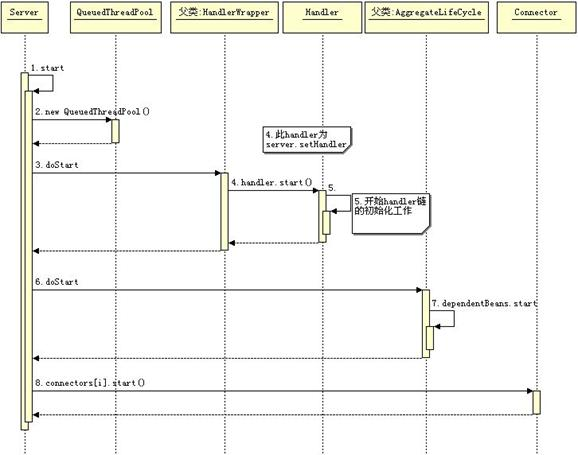 Server
QueuedThreadPool
父类:HandlerWrapper
Handler
父类:AggregateLifeCycle
Connector
1.start
2.new QueuedThreadPool()
4.此handler为
server.setHandler
3.doStart
4.handler.start()
5.
5.开始handler链
的初始化工作
6.doStart
7.dependentBeans.start
8.connectors[i].start()